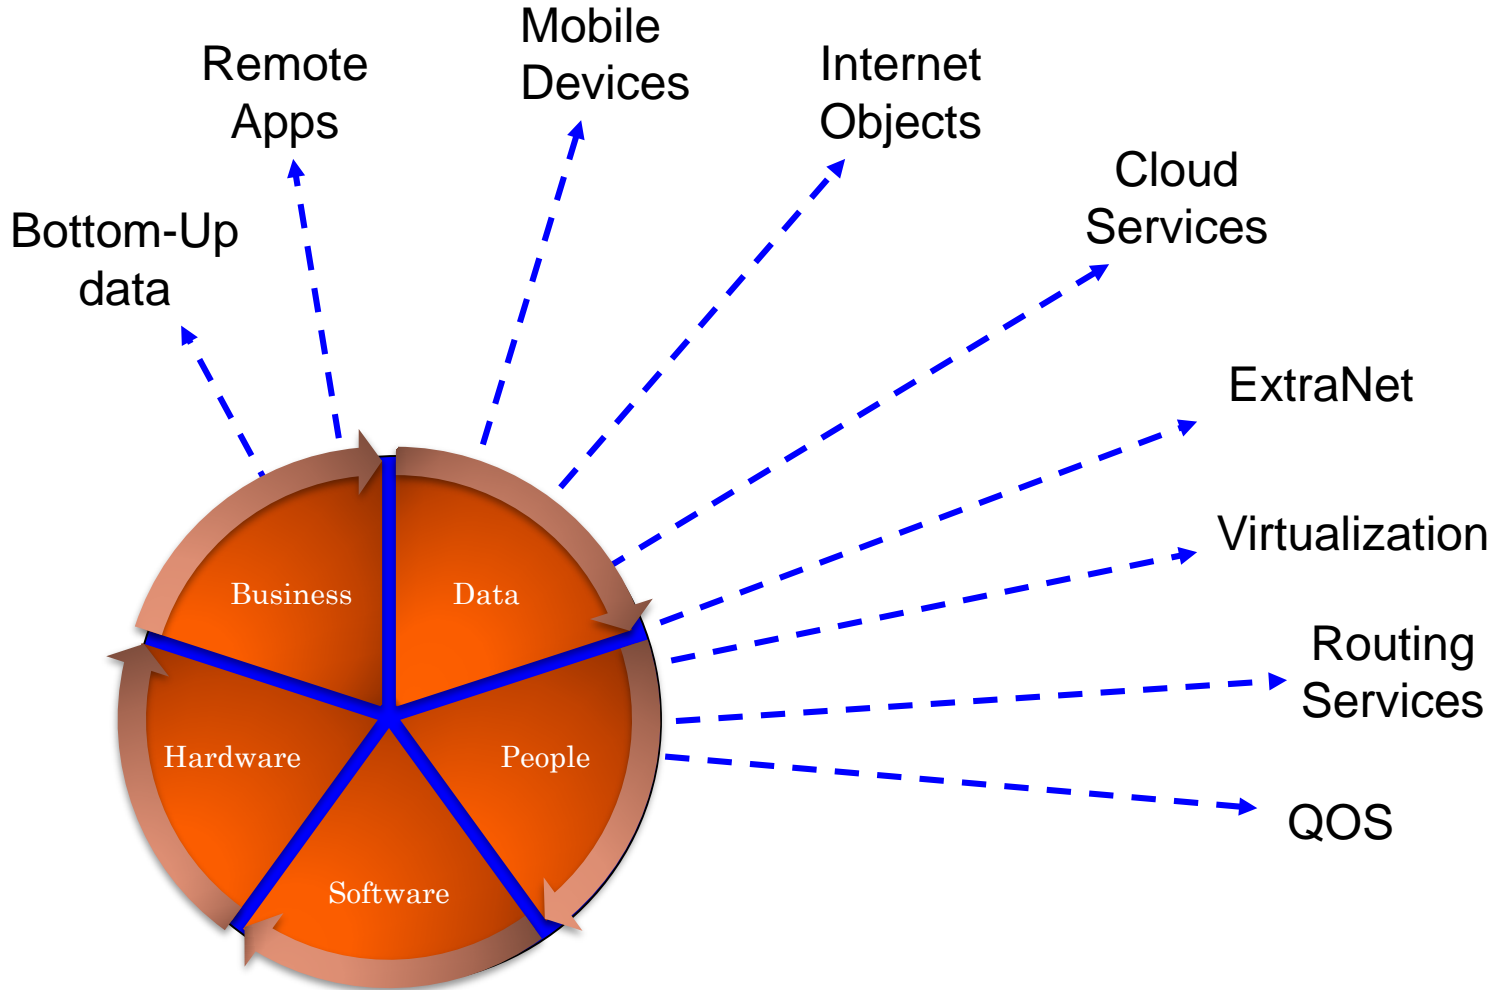 Mobile
Devices
Remote
Apps
Internet
Objects
Cloud
Services
Bottom-Up
data
ExtraNet
Virtualization
Business
Data
Routing
Services
Hardware
People
QOS
Software